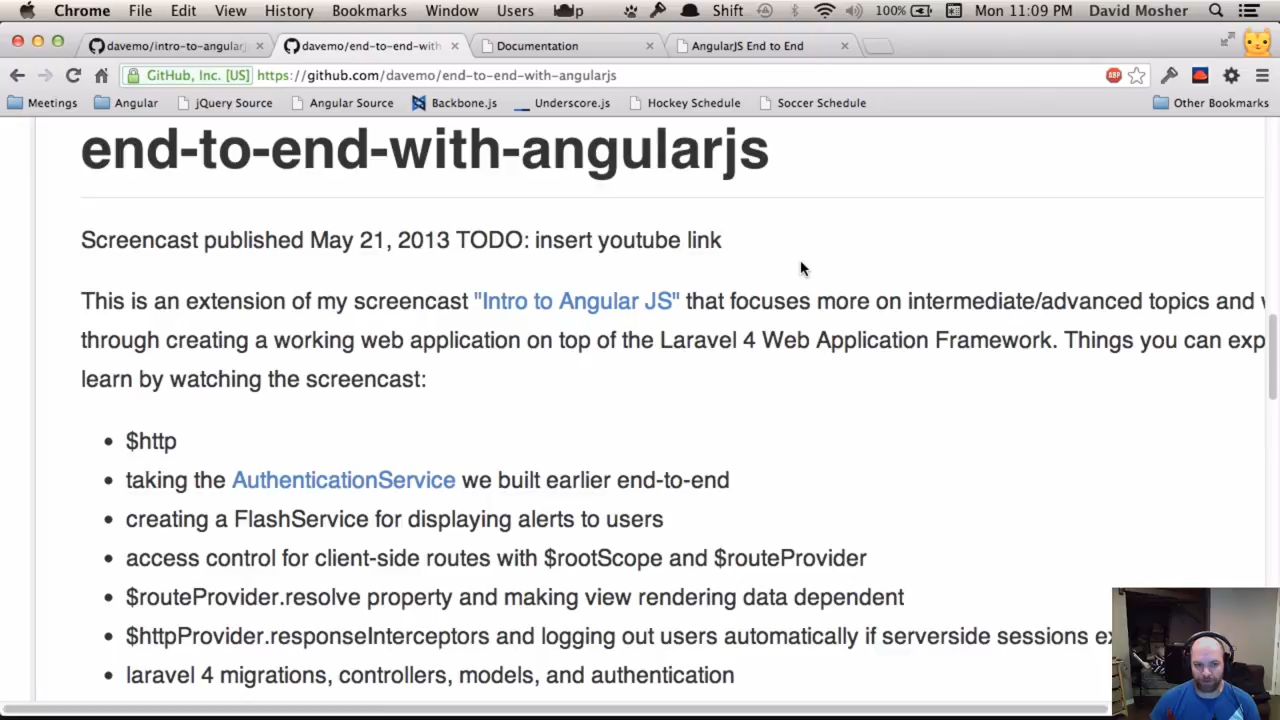 Chrome File Edit View History Bookmarks Window Users Help Shift 100% Mon 11:09 PM David Mosher
davemo/intro-to-angular davemo/end-to-end-with Documentation AngularJS End to End
GitHub, Inc. [US] https://github.com/davemo/end-to-end-with-angularjs ABP
Meetings Angular jQuery Source Angular Source Backbone.js Underscore.js Hockey Schedule Soccer Schedule Other Bookmarks
end-to-end-with-angularjs
Screencast published May 21, 2013 TODO: insert youtube link
This is an extension of my screencast "Intro to Angular JS" that focuses more on intermediate/advanced topics and
through creating a working web application on top of the Laravel 4 Web Application Framework. Things you can exp
learn by watching the screencast:
• $http
• taking the AuthenticationService we built earlier end-to-end
• creating a FlashService for displaying alerts to users
• access control for client-side routes with $rootScope and $routeProvider
• $routeProvider.resolve property and making view rendering data dependent
• $httpProvider.responseInterceptors and logging out users automatically if serverside sessions ex
• laravel 4 migrations, controllers, models, and authentication